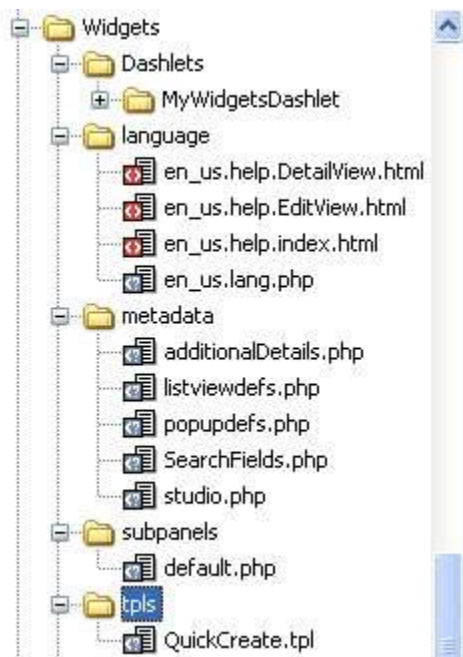 Widgets
Dashlets
MyWidgetsDashlet
language
en_us.help.DetailView.html
en_us.help.EditView.html
en_us.help.index.html
en_us.lang.php
metadata
additionalDetails.php
listviewdefs.php
popupdefs.php
SearchFields.php
studio.php
subpanels
default.php
tpls
QuickCreate.tpl